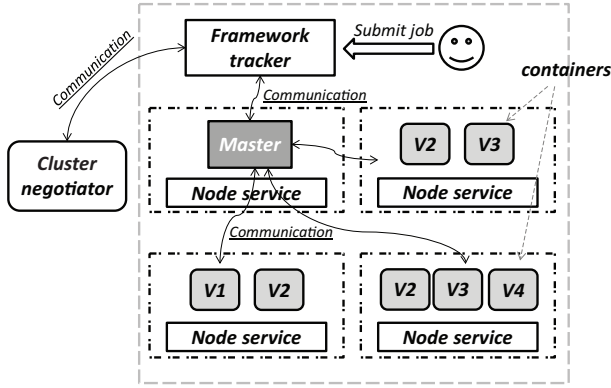 Framework
tracker
Submit job
Communication
containers
Communication
Master
V2
V3
Cluster
negotiator
Node service
Node service
Communication
V1
V2
V2
V3
V4
Node service
Node service